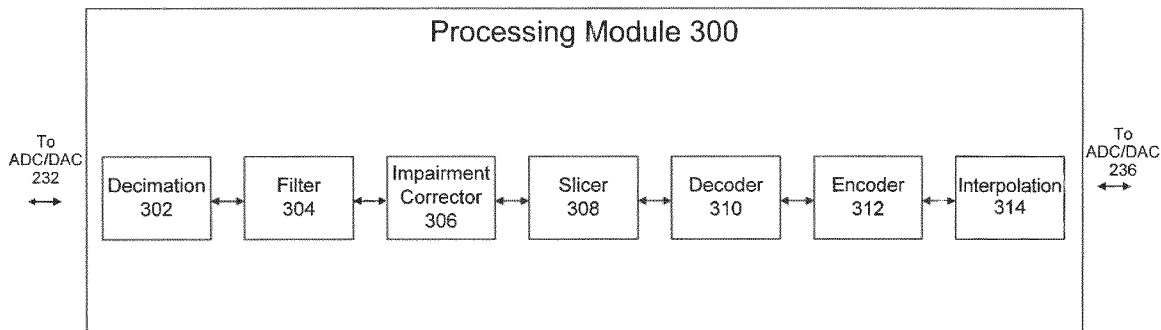 Processing Module 300
To
ADC/DAC
232
Decimation
302
Filter
304
Impairment
Corrector
306
Slicer
308
Decoder
310
Encoder
312
Interpolation
314
To
ADC/DAC
236